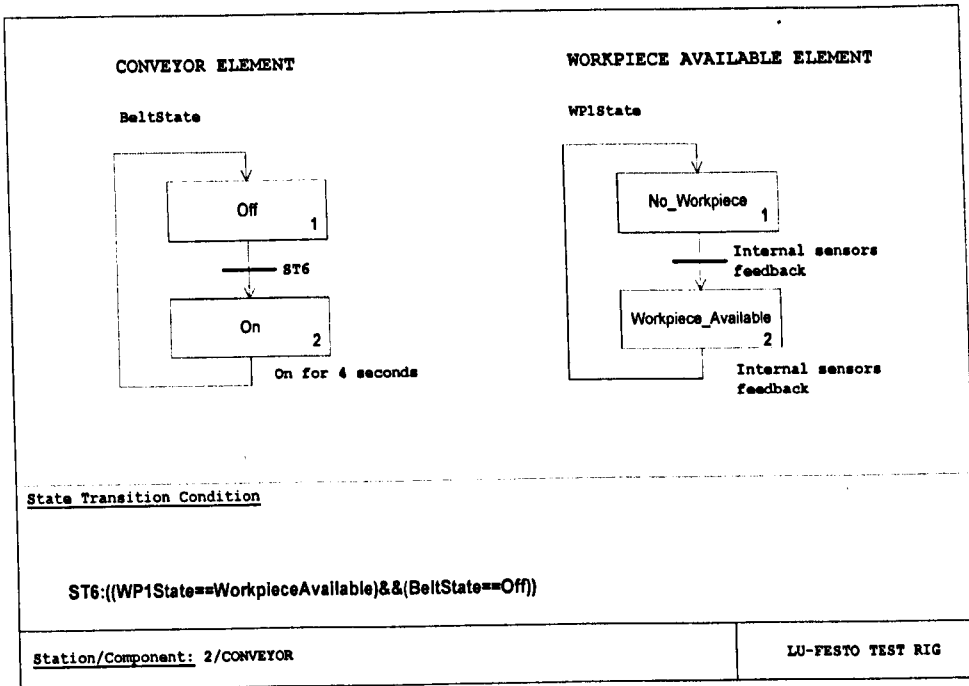 CONVEYOR ELEMENT
BeltState
Off
1
ST6
On
2
On for 4 seconds
WORKPIECE AVAILABLE ELEMENT
WP1State
No_Workpiece
1
Internal sensors
feedback
Workpiece_Available
2
Internal sensors
feedback
State Transition Condition
ST6:((WP1State==WorkpieceAvailable)&&(BeltState==Off))
Station/Component: 2/CONVEYOR
LU-FESTO TEST RIG